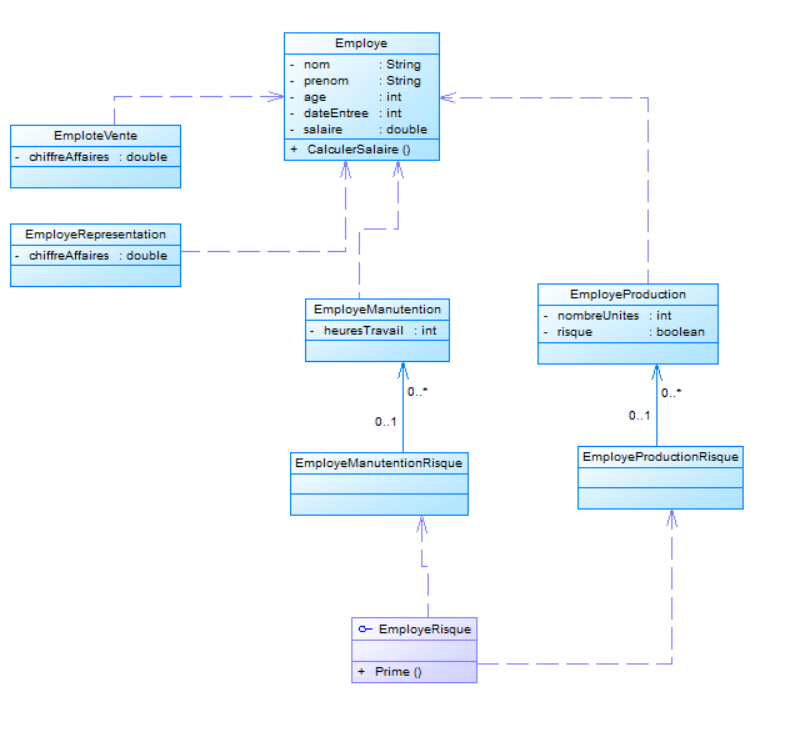 Employe
- nom : String
- prenom : String
- age : int
- dateEntree : int
- salaire : double
+ CalculerSalaire ()
EmploteVente
- chiffreAffaires : double
EmployeRepresentation
- chiffreAffaires : double
EmployeManutention
- heuresTravail : int
EmployeProduction
- nombreUnites : int
- risque : boolean
0..*
0..1
0..*
0..1
EmployeManutentionRisque
EmployeProductionRisque
EmployeRisque
+ Prime ()